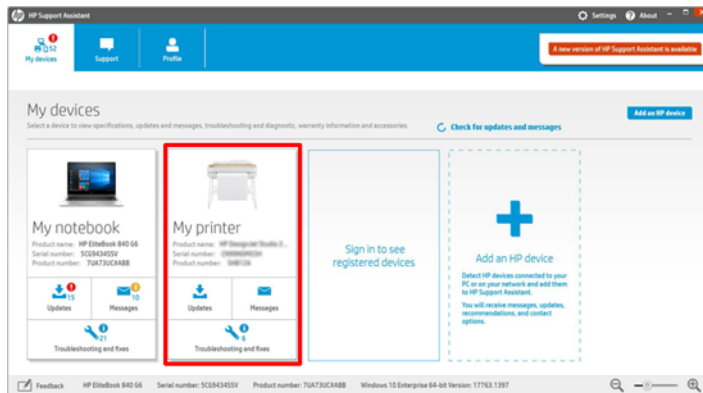 HP Support Assistant
Settings
About
52
My devices
Support
Profile
A new version of HP Support Assistant is available
My devices
Select a device to view specifications, updates and messages, troubleshooting and diagnostic, warranty information and accessories.
Check for updates and messages
Add an HP device
My notebook
Product name: HP EliteBook 840 G6
Serial number: 5CG94345SV
Product number: 7UA73UCXABB
15
Updates
10
Messages
21
Troubleshooting and fixes
My printer
Product name:
Serial number:
Product number:
Updates
Messages
6
Troubleshooting and fixes
Sign in to see
registered devices
Add an HP device
Detect HP devices connected to your
PC or on your network and add them
to HP Support Assistant.
You will receive messages, updates,
recommendations, and contact
options.
Feedback
HP EliteBook 840 G6
Serial number: 5CG94345SV
Product number: 7UA73UCXABB
Windows 10 Enterprise 64-bit Version: 17763.1397